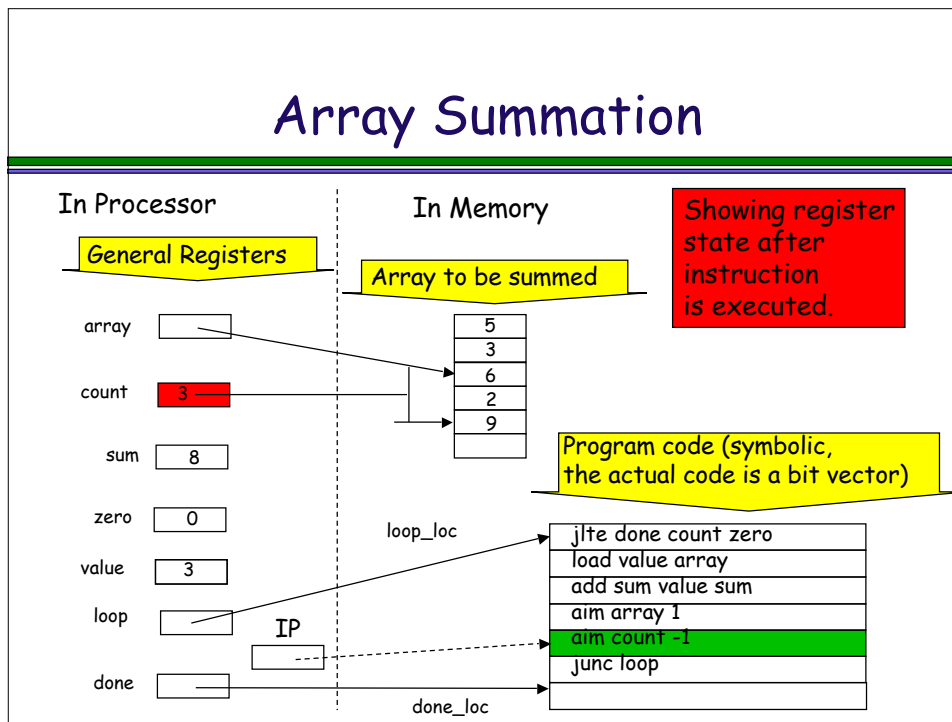 Array Summation
In Processor
In Memory
Showing register
state after
instruction
is executed.
General Registers
Array to be summed
array
count
3
sum
8
zero
0
value
3
loop
IP
done
5
3
6
2
9
Program code (symbolic,
the actual code is a bit vector)
loop_loc
jlte done count zero
load value array
add sum value sum
aim array 1
aim count -1
junc loop
done_loc